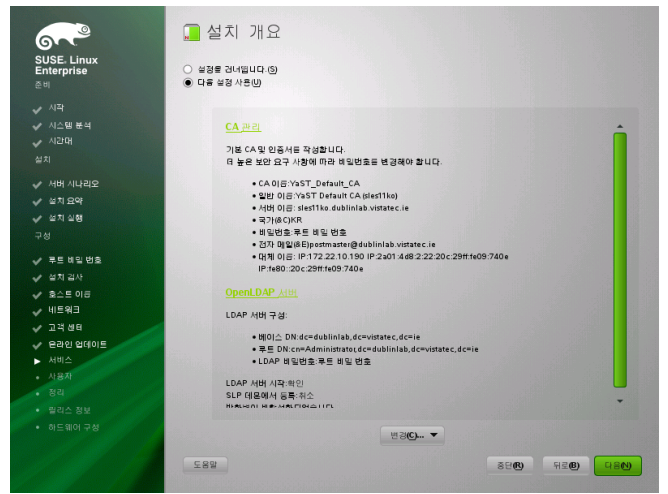 SUSE. Linux
Enterprise
준비
시작
시스템 분석
시간대
설치
서버 시나리오
설치 요약
설치 실행
구성
루트 비밀 번호
설치 검사
호스트 이름
네트워크
고객 센터
온라인 업데이트
서비스
사용자
정리
릴리스 정보
하드웨어 구성
설치 개요
설정을 건너뜁니다.(S)
다음 설정 사용(U)
CA 관리
기본 CA 및 인증서를 작성합니다.
더 높은 보안 요구 사항에 따라 비밀번호를 변경해야 합니다.
• CA 이름:YaST_Default_CA
• 일반 이름:YaST Default CA (sles11ko)
• 서버 이름: sles11ko.dublinlab.vistatec.ie
• 국가(&C)KR
• 비밀번호:루트 비밀 번호
• 전자 메일(&E)postmaster@dublinlab.vistatec.ie
• 대체 이름: IP:172.22.10.190 IP:2a01:4d8:2:22:20c:29ff:fe09:740e
IP:fe80::20c:29ff:fe09:740e
OpenLDAP 서버
LDAP 서버 구성:
• 베이스 DN:dc=dublinlab,dc=vistatec,dc=ie
• 루트 DN:cn=Administrator,dc=dublinlab,dc=vistatec,dc=ie
• LDAP 비밀번호:루트 비밀 번호
LDAP 서버 시작:확인
SLP 데몬에서 등록:취소
변경(C)...
도움말
중단(R)
뒤로(B)
다음(N)